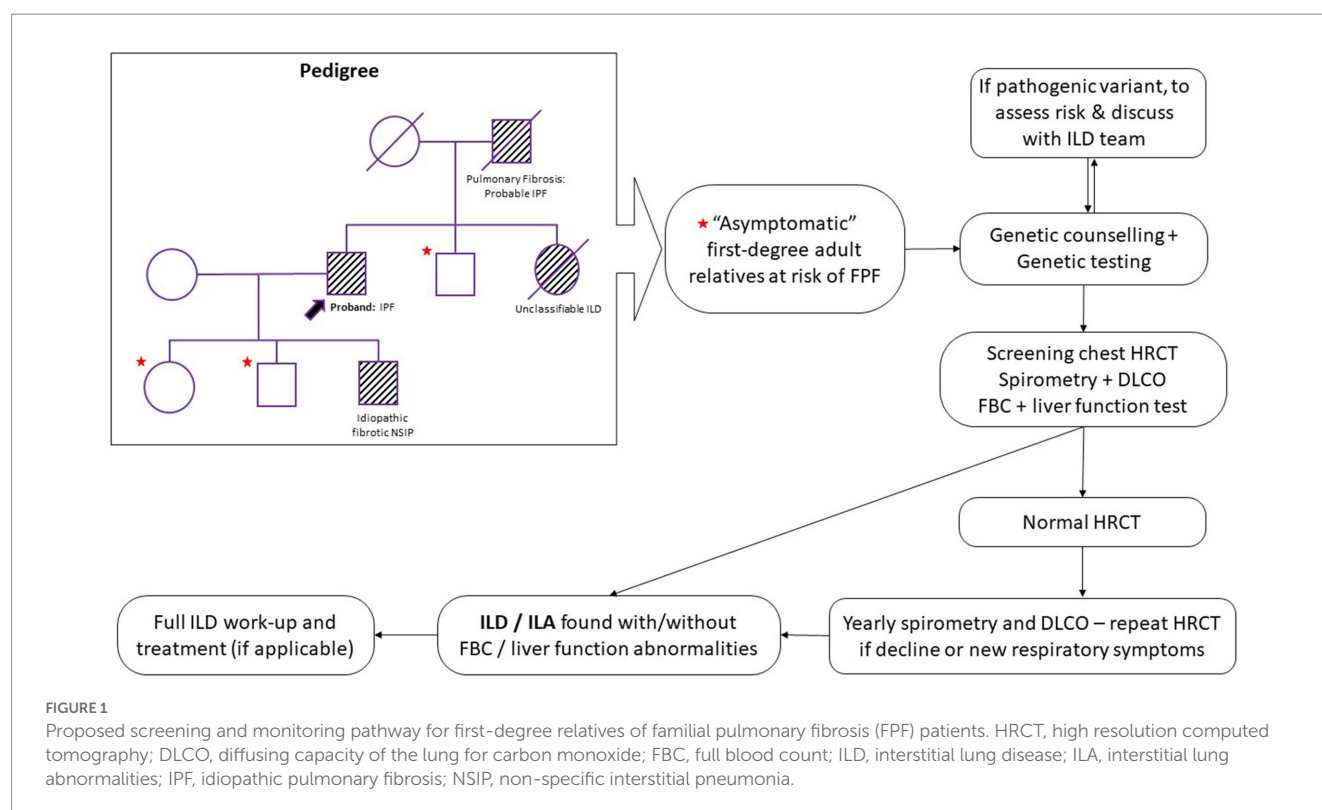 Pedigree
Pulmonary Fibrosis:
Probable IPF
Proband: IPF
Unclassifiable ILD
Idiopathic
fibrotic NSIP
"Asymptomatic"
first-degree adult
relatives at risk of FPF
If pathogenic variant, to
assess risk & discuss
with ILD team
Genetic counselling +
Genetic testing
Screening chest HRCT
Spirometry + DLCO
FBC + liver function test
Normal HRCT
Yearly spirometry and DLCO – repeat HRCT
if decline or new respiratory symptoms
ILD / ILA found with/without
FBC / liver function abnormalities
Full ILD work-up and
treatment (if applicable)
FIGURE 1
Proposed screening and monitoring pathway for first-degree relatives of familial pulmonary fibrosis (FPF) patients. HRCT, high resolution computed
tomography; DLCO, diffusing capacity of the lung for carbon monoxide; FBC, full blood count; ILD, interstitial lung disease; ILA, interstitial lung
abnormalities; IPF, idiopathic pulmonary fibrosis; NSIP, non-specific interstitial pneumonia.